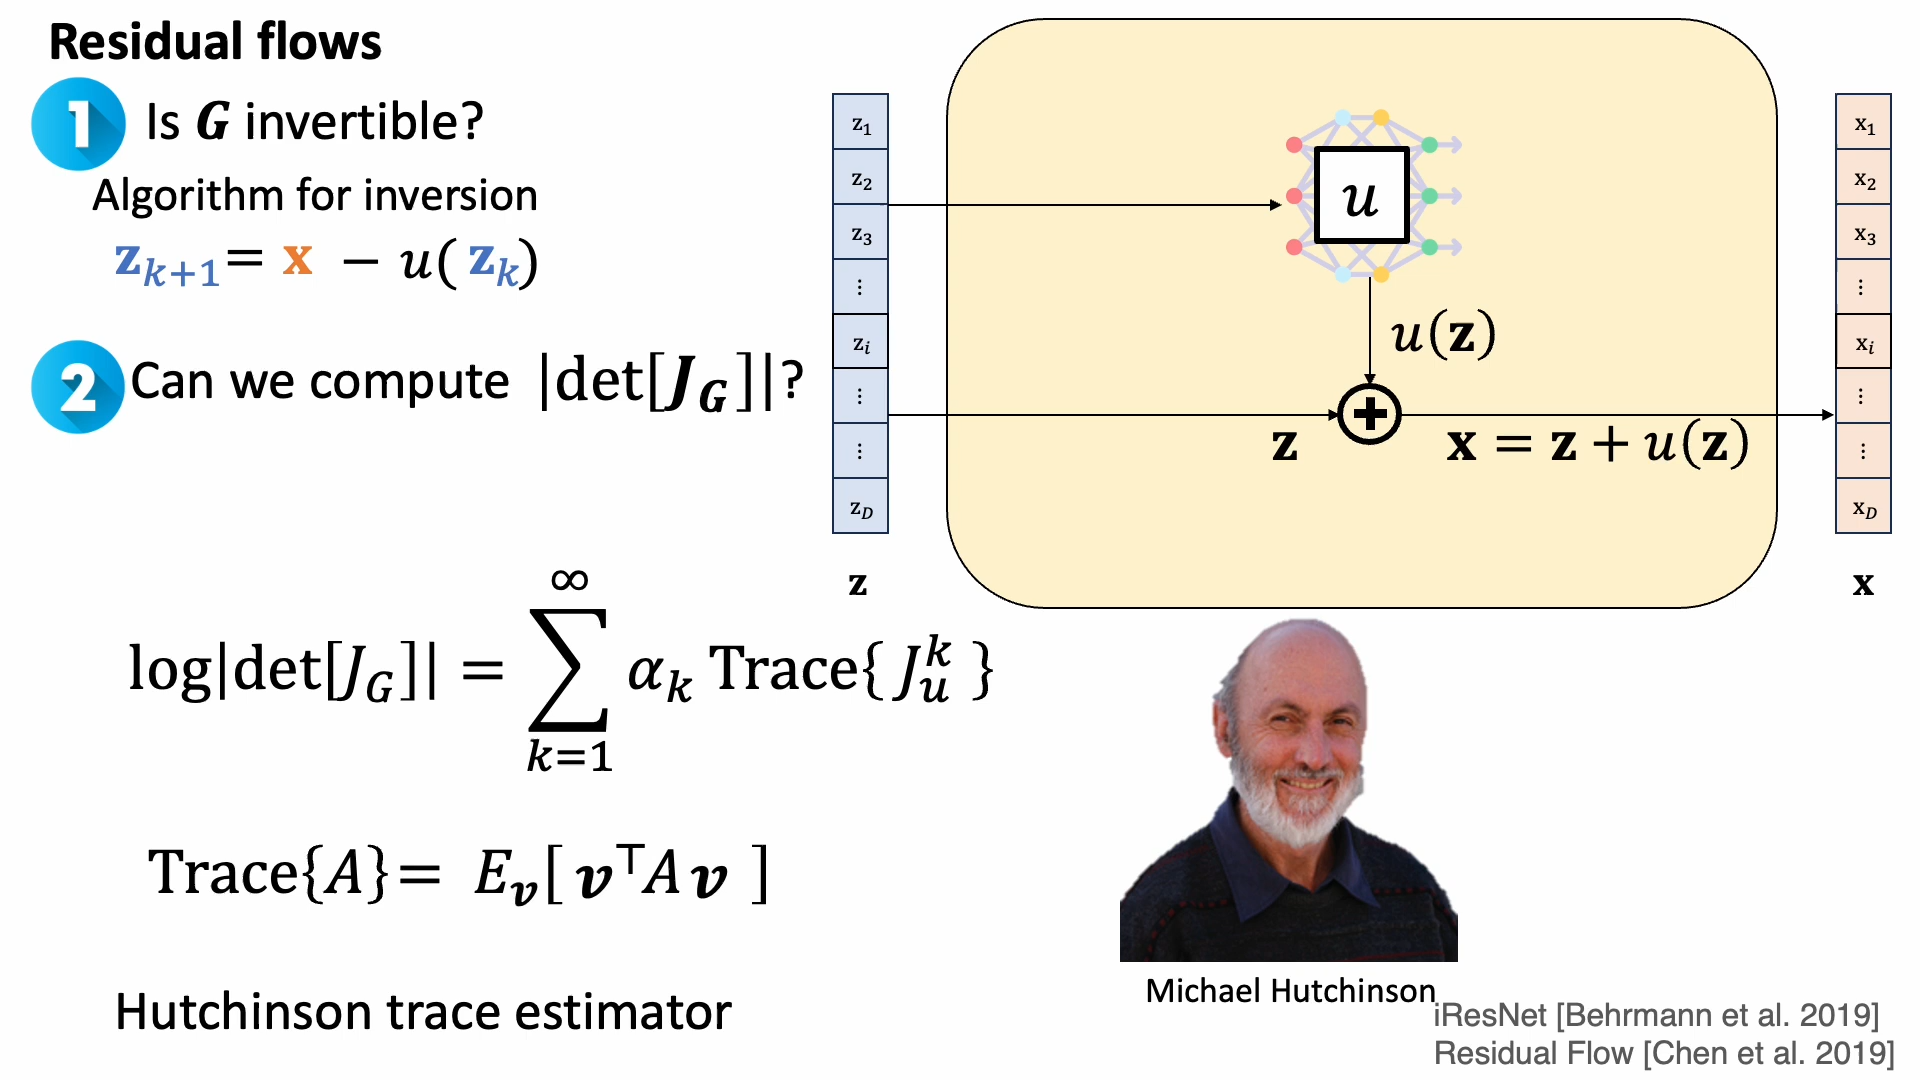 Residual flows
1 Is G invertible?
Algorithm for inversion
z_{k+1} = x − u( z_k)
2 Can we compute |det[J_G]|?
log|det[J_G]| = ∑_{k=1}^{∞} α_k Trace{ J_u^k }
Trace{A}= E_v[ v^⊤A v ]
Hutchinson trace estimator
z₁
z₂
z₃
⋮
z_i
⋮
⋮
z_D
z
u
u(z)
+
z
x = z + u(z)
x₁
x₂
x₃
⋮
x_i
⋮
⋮
x_D
x
Michael Hutchinson
iResNet [Behrmann et al. 2019]
Residual Flow [Chen et al. 2019]